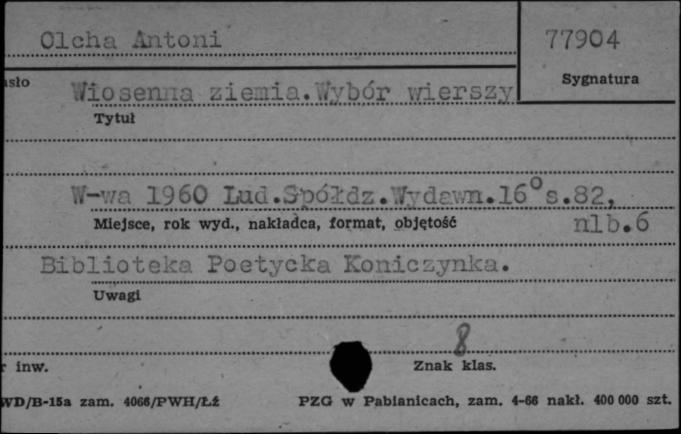 Olcha Antoni
77904
Sygnatura
Wiosenna ziemia.Wybór wierszy
Tytuł
W-wa 1960 Lud.Spółdz.Wydawn.16° s.82,
Miejsce, rok wyd., nakładca, format, objętość
nlb.6
Biblioteka Poetycka Koniczynka.
Uwagi
8
inw.
Znak klas.
WD/B-15a zam. 4066/PWH/Łź
PZG w Pabianicach, zam. 4-66 nakł. 400 000 szt.